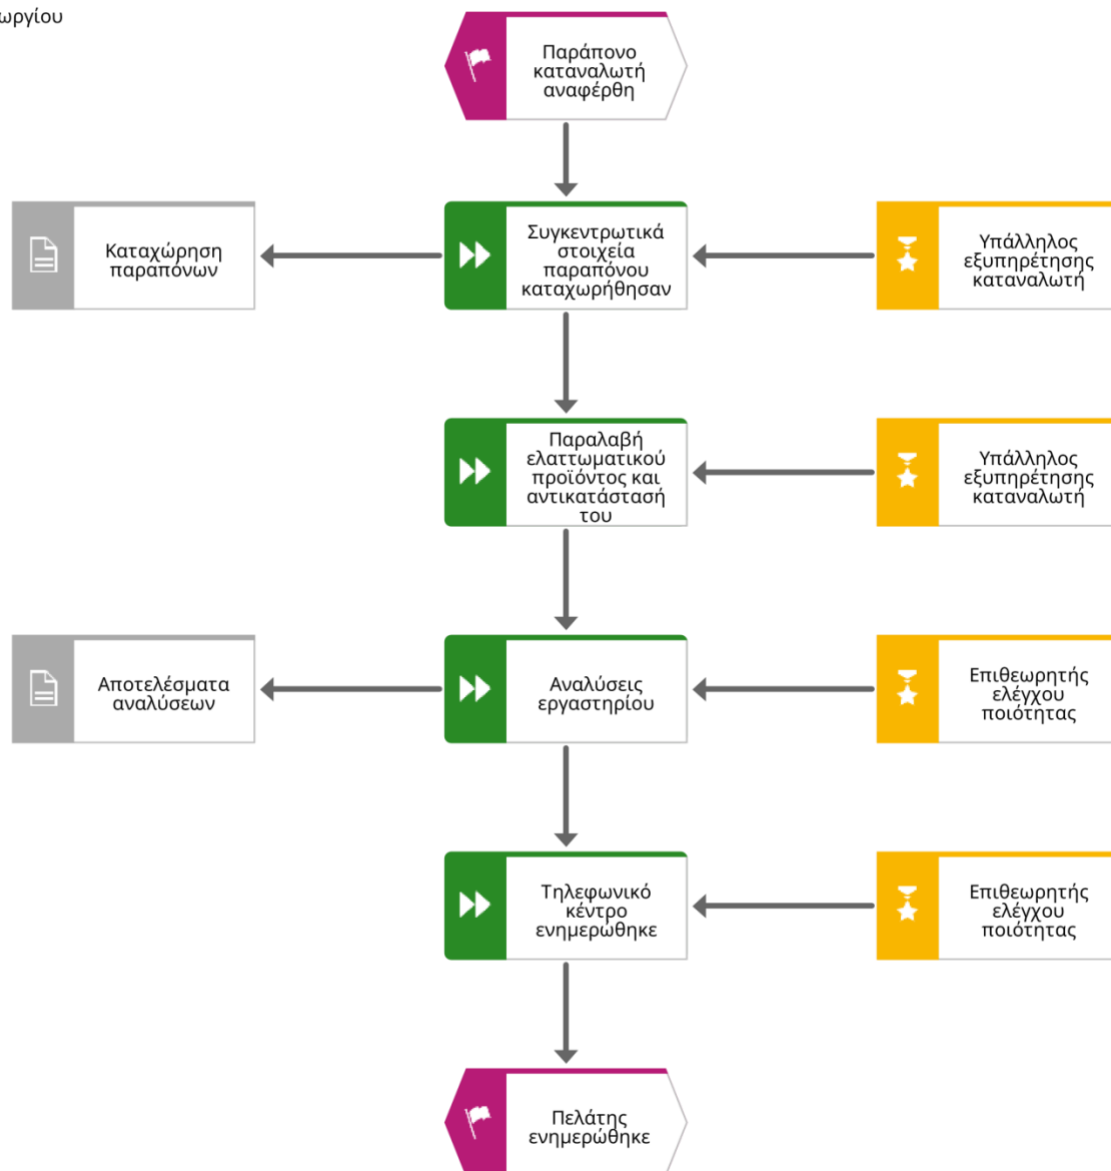 ωργίου
Παράπονο
καταναλωτή
αναφέρθη
Καταχώρηση
παραπόνων
Συγκεντρωτικά
στοιχεία
παραπόνου
καταχωρήθησαν
Υπάλληλος
εξυπηρέτησης
καταναλωτή
Παραλαβή
ελαττωματικού
προϊόντος και
αντικατάστασή
του
Υπάλληλος
εξυπηρέτησης
καταναλωτή
Αποτελέσματα
αναλύσεων
Αναλύσεις
εργαστηρίου
Επιθεωρητής
ελέγχου
ποιότητας
Τηλεφωνικό
κέντρο
ενημερώθηκε
Επιθεωρητής
ελέγχου
ποιότητας
Πελάτης
ενημερώθηκε